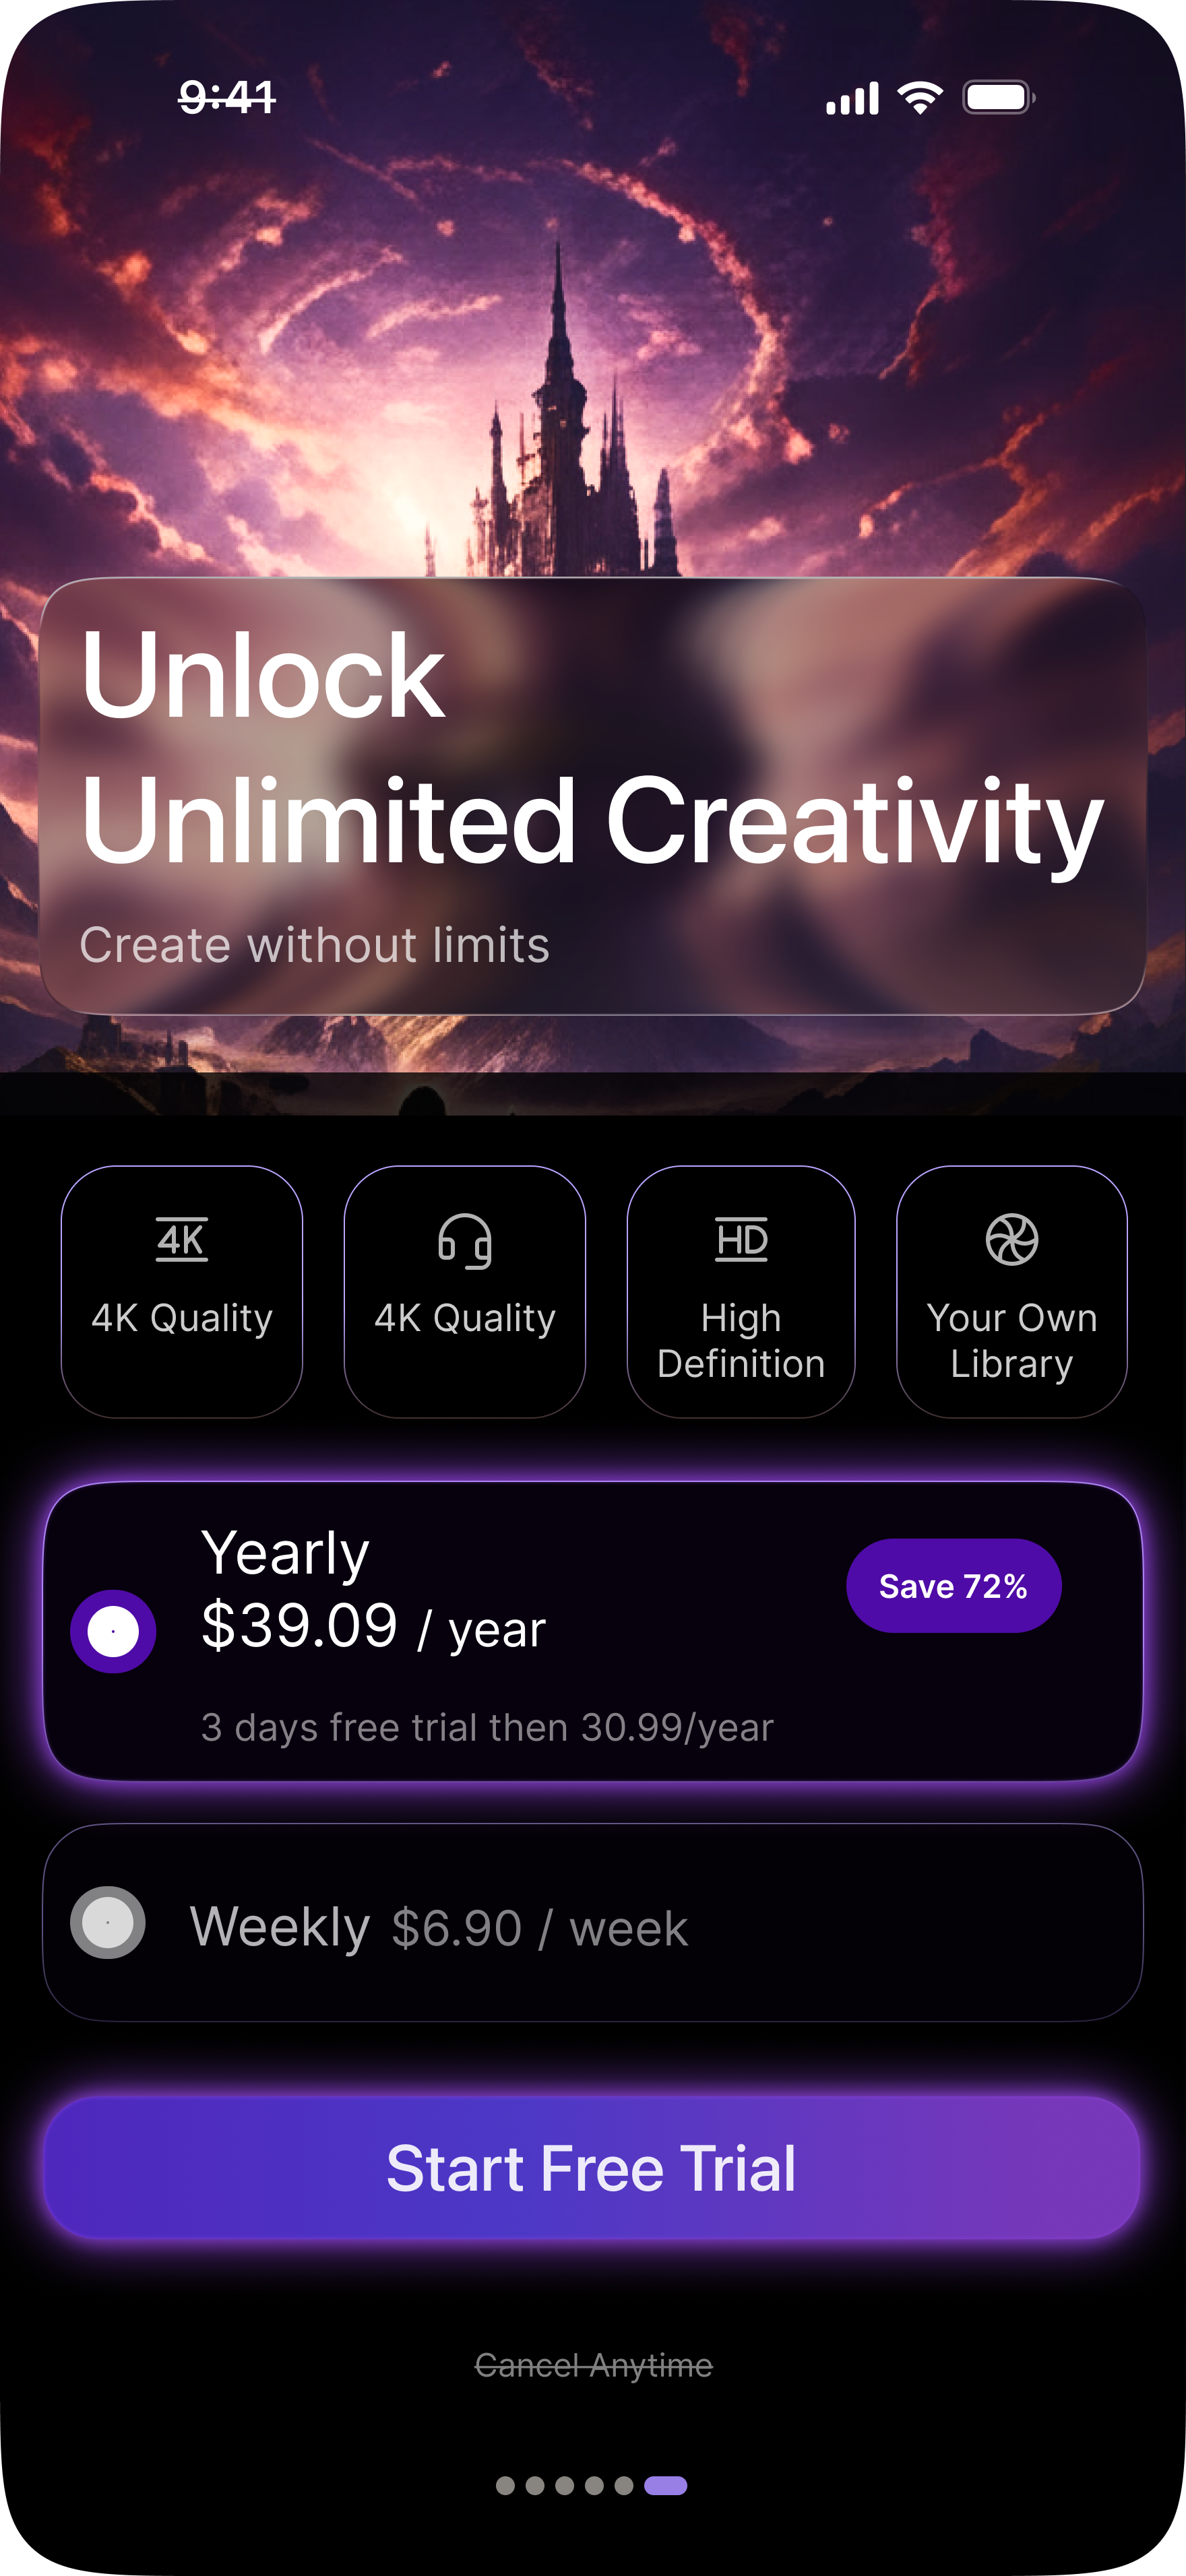 9:41
Unlock
Unlimited Creativity
Create without limits
4K
HD
4K Quality
4K Quality
High
Definition
Your Own
Library
Yearly
$39.09 / year
Save 72%
3 days free trial then 30.99/year
Weekly $6.90 / week
Start Free Trial
Cancel Anytime